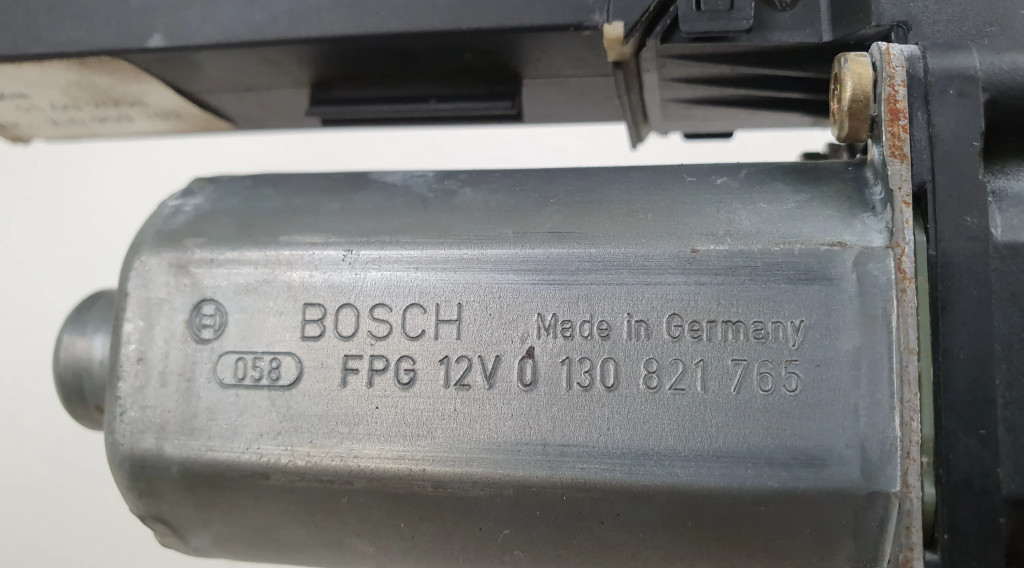 BOSCH Made in Germany
058 FPG 12V 0 130 821 765